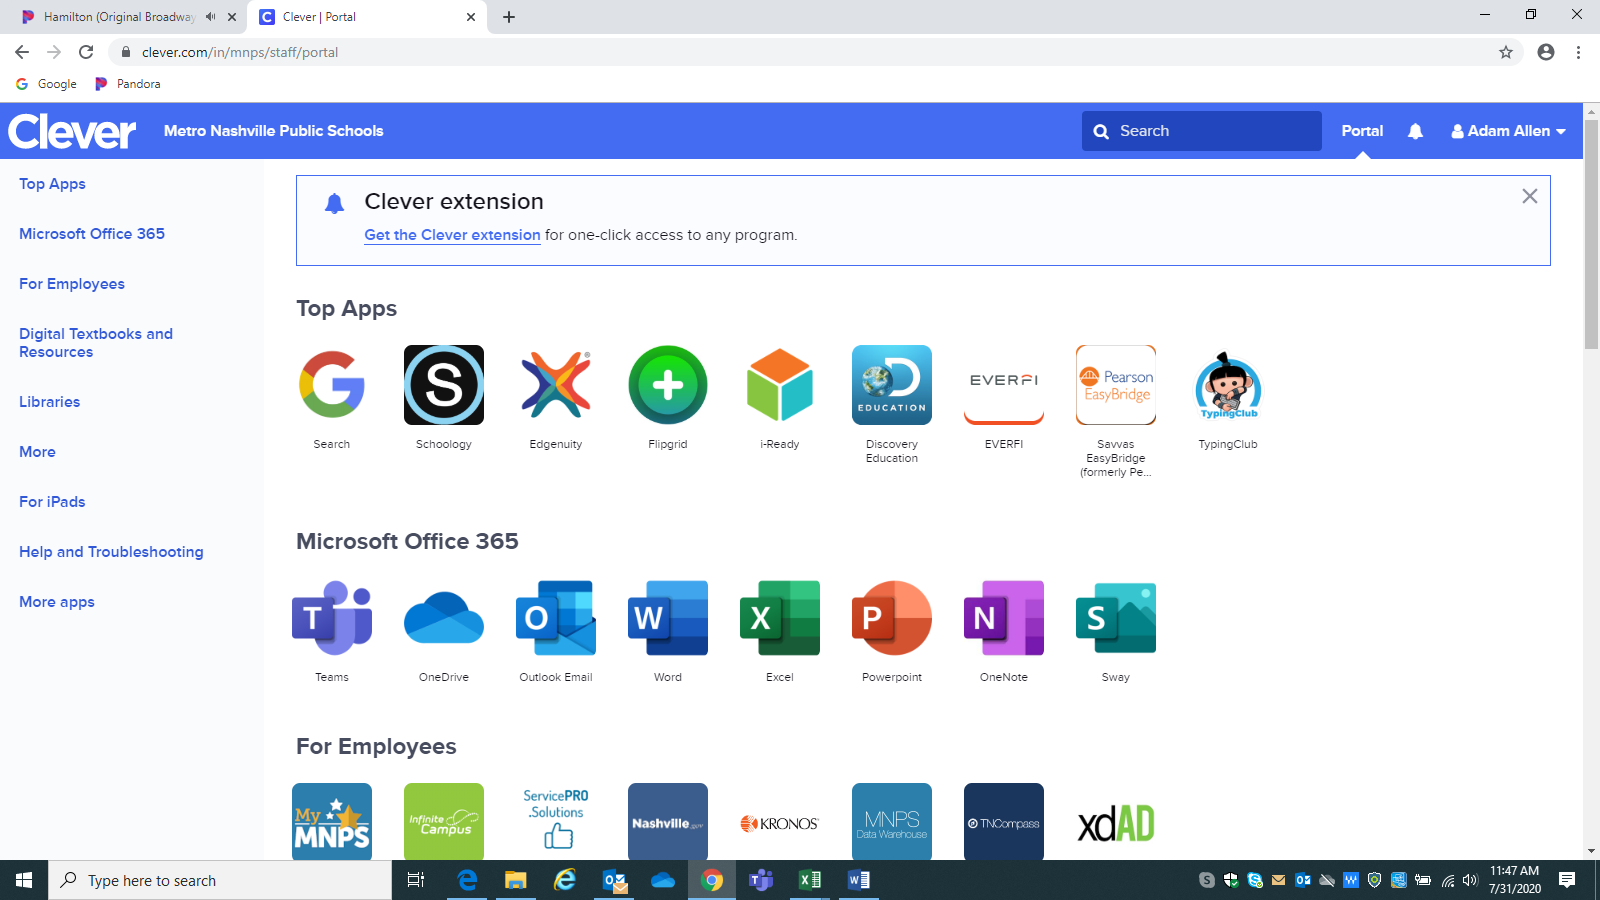 Hamilton (Original Broadway
Clever | Portal
clever.com/in/mnps/staff/portal
Google
Pandora
Clever
Metro Nashville Public Schools
Search
Portal
Adam Allen
Top Apps
Microsoft Office 365
For Employees
Digital Textbooks and
Resources
Libraries
More
For iPads
Help and Troubleshooting
More apps
Clever extension
Get the Clever extension for one-click access to any program.
Top Apps
S
D
EDUCATION
EVERFI
Pearson
EasyBridge
TypingClub
Search
Schoology
Edgenuity
Flipgrid
i-Ready
Discovery
Education
EVERFI
Savvas
EasyBridge
(formerly Pe...
TypingClub
Microsoft Office 365
T
O
W
X
P
N
S
Teams
OneDrive
Outlook Email
Word
Excel
Powerpoint
OneNote
Sway
For Employees
My
MNPS
Infinite
Campus
ServicePRO
.Solutions
Nashville
KRONOS
MNPS
Data Warehouse
TNCompass
xdAD
Type here to search
11:47 AM
7/31/2020